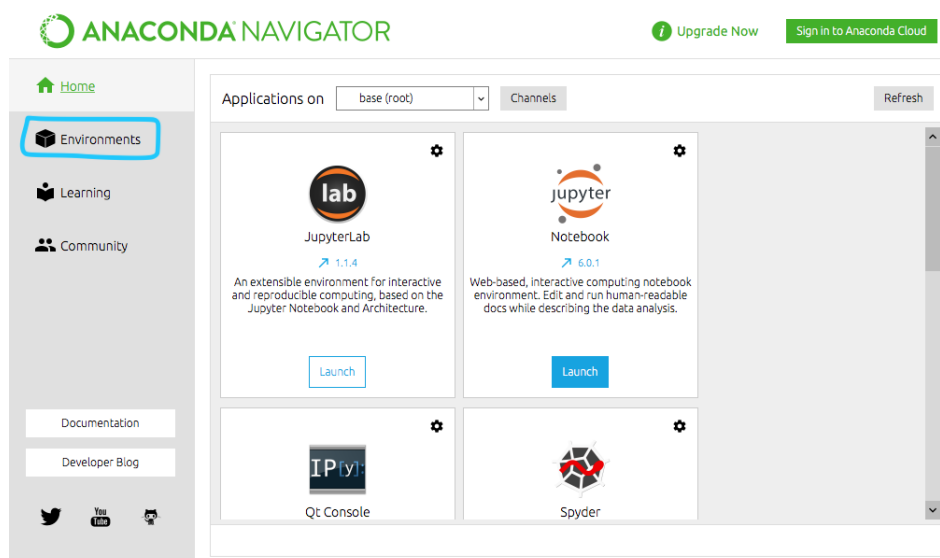 ANACONDA NAVIGATOR
Upgrade Now
Sign in to Anaconda Cloud
Home
Environments
Learning
Community
Documentation
Developer Blog
You
Tube
Applications on
base (root)
Channels
Refresh
lab
JupyterLab
1.1.4
An extensible environment for interactive
and reproducible computing, based on the
Jupyter Notebook and Architecture.
Launch
jupyter
Notebook
6.0.1
Web-based, interactive computing notebook
environment. Edit and run human-readable
docs while describing the data analysis.
Launch
IP[y]:
Qt Console
Spyder